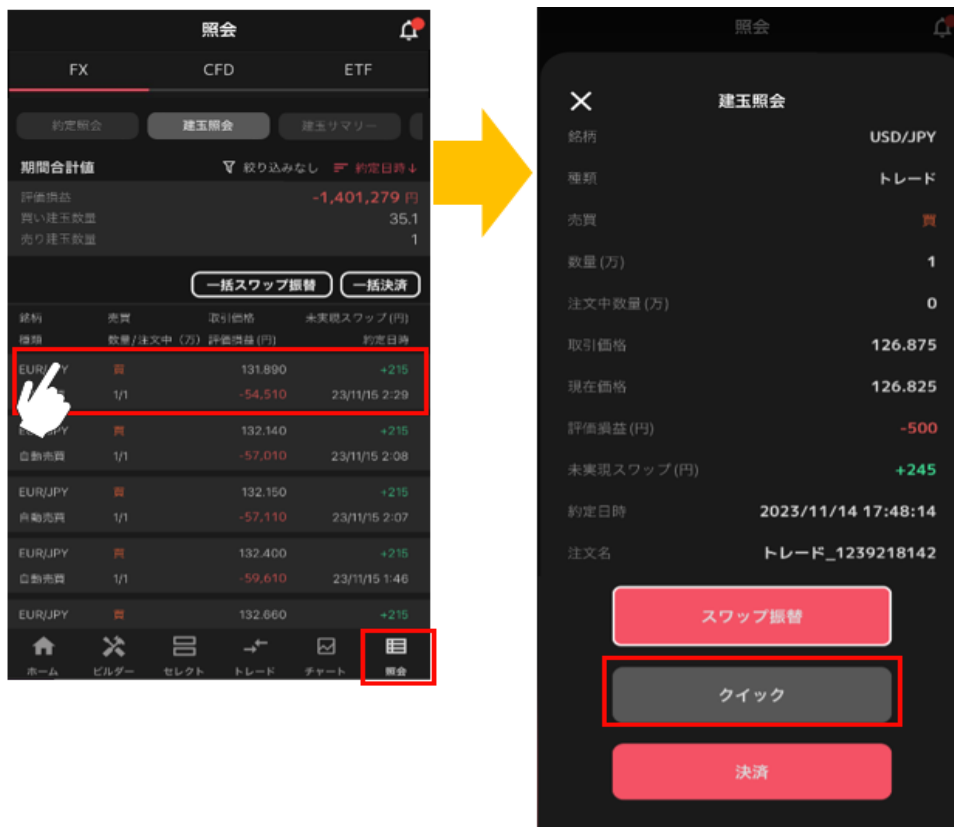 照会
FX CFD ETF
約定照会 建玉照会 建玉サマリー
期間合計値 絞り込みなし 約定日時↓
評価損益 -1,401,279 円
買い建玉数量 35.1
売り建玉数量 1
一括スワップ振替 一括決済
銘柄 売買 取引価格 未実現スワップ(円)
種類 数量/注文中 (万) 評価損益(円) 約定日時
EUR/JPY 買 131.890 +215
1/1 -54,510 23/11/15 2:29
EUR/JPY 買 132.140 +215
自動売買 1/1 -57,010 23/11/15 2:08
EUR/JPY 買 132.150 +215
自動売買 1/1 -57,110 23/11/15 2:07
EUR/JPY 買 132.400 +215
自動売買 1/1 -59,610 23/11/15 1:46
EUR/JPY 買 132.660 +215
ホーム ビルダー セレクト トレード チャート 照会
照会
建玉照会
銘柄 USD/JPY
種類 トレード
売買 買
数量(万) 1
注文中数量(万) 0
取引価格 126.875
現在価格 126.825
評価損益(円) -500
未実現スワップ(円) +245
約定日時 2023/11/14 17:48:14
注文名 トレード_1239218142
スワップ振替
クイック
決済